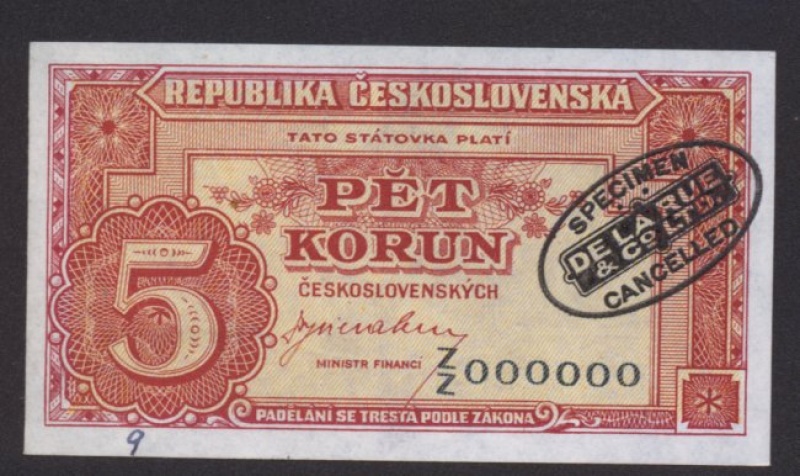 REPUBLIKA ČESKOSLOVENSKÁ
TATO STÁTOVKA PLATÍ
PĚT
KORUN
ČESKOSLOVENSKÝCH
5
MINISTR FINANCÍ
Z/Z 000000
PADĚLÁNÍ SE TRESTÁ PODLE ZÁKONA
SPECIMEN
DE LA RUE
& CO. LTD.
CANCELLED
9